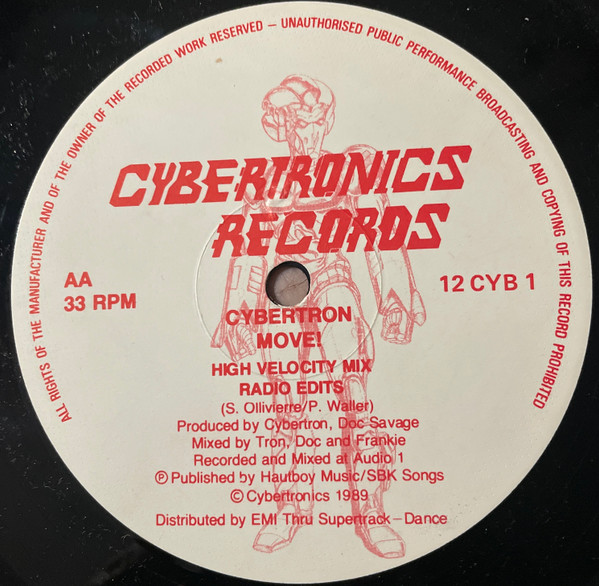 ALL RIGHTS OF THE MANUFACTURER AND OF THE OWNER OF THE RECORDED WORK RESERVED – UNAUTHORISED PUBLIC PERFORMANCE BROADCASTING AND COPYING OF THIS RECORD PROHIBITED
CYBERTRONICS
RECORDS
AA
33 RPM
12 CYB 1
CYBERTRON
MOVE!
HIGH VELOCITY MIX
RADIO EDITS
(S. Ollivierre/P. Waller)
Produced by Cybertron, Doc Savage
Mixed by Tron, Doc and Frankie
Recorded and Mixed at Audio 1
Ⓟ Published by Hautboy Music/SBK Songs
© Cybertronics 1989
Distributed by EMI Thru Supertrack – Dance